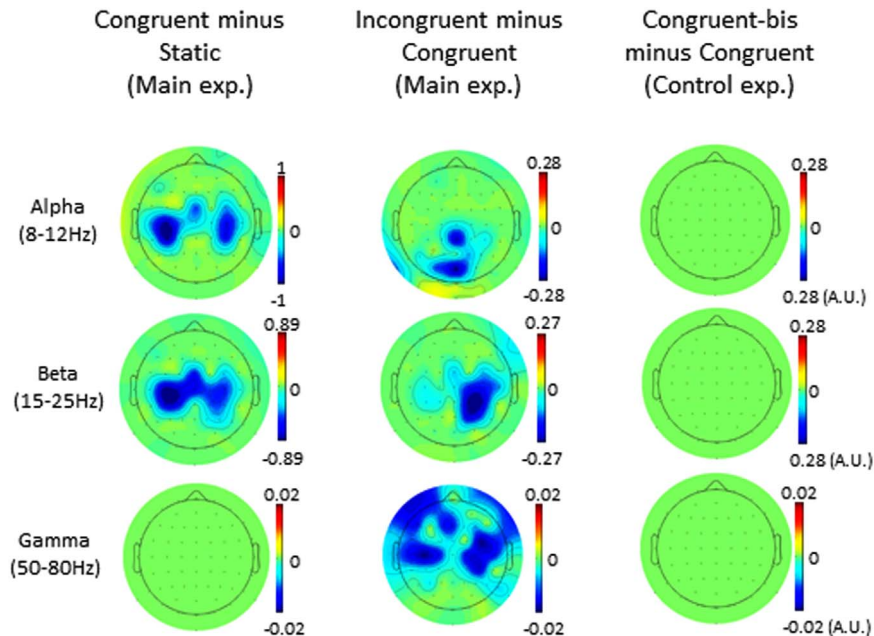 Congruent minus
Static
(Main exp.)
Incongruent minus
Congruent
(Main exp.)
Congruent-bis
minus Congruent
(Control exp.)
Alpha
(8-12Hz)
1
0
-1
0.28
0
-0.28
0.28
0
0.28 (A.U.)
Beta
(15-25Hz)
0.89
0
-0.89
0.27
0
-0.27
0.28
0
0.28 (A.U.)
Gamma
(50-80Hz)
0.02
0
-0.02
0.02
0
-0.02
0.02
0
-0.02 (A.U.)